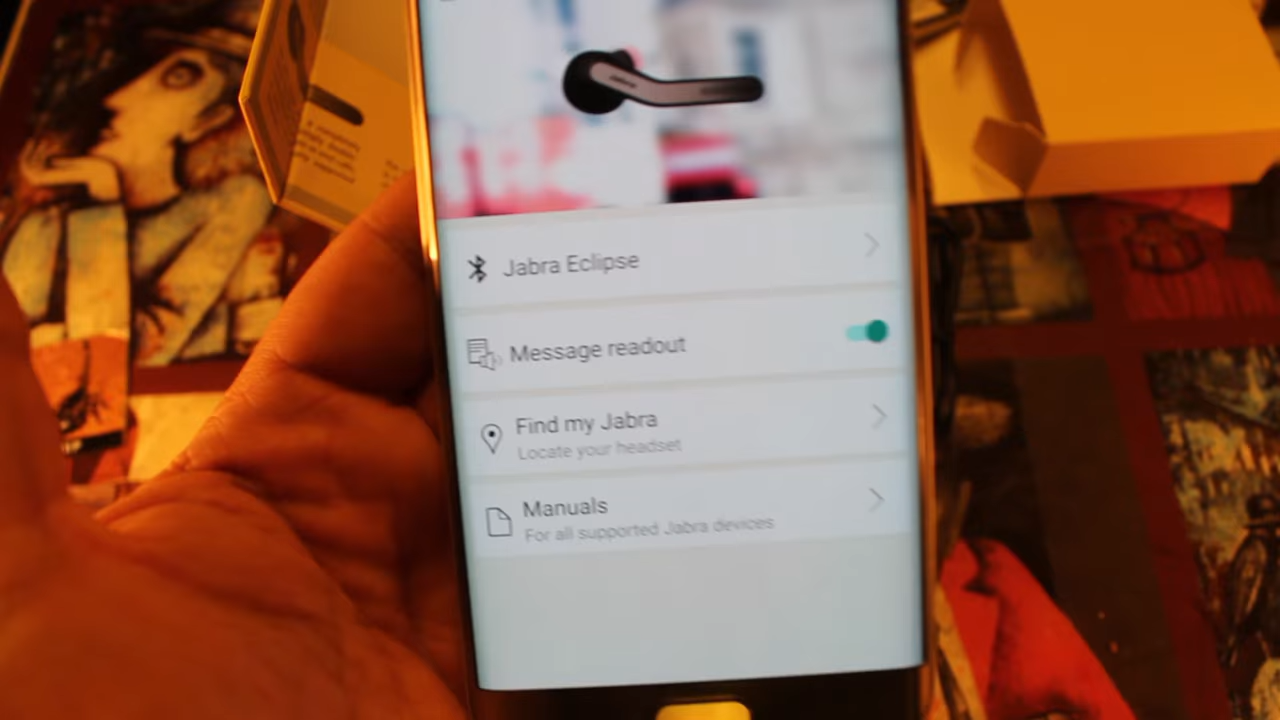 Jabra Eclipse
Message readout
Find my Jabra
Locate your headset
Manuals
For all supported Jabra devices